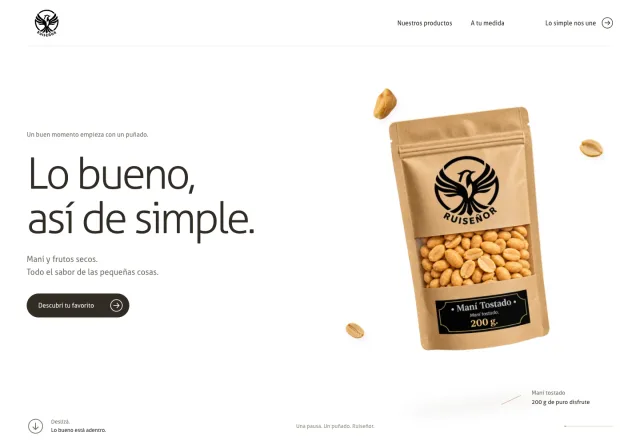 RUISEÑOR
Nuestros productos
A tu medida
Lo simple nos une
Un buen momento empieza con un puñado.
Lo bueno,
así de simple.
Maní y frutos secos.
Todo el sabor de las pequeñas cosas.
Descubrí tu favorito
RUISEÑOR
• Maní Tostado •
Maní tostado.
200 g.
Maní tostado
200 g de puro disfrute
Lo bueno está adentro.
Una pausa. Un puñado. Ruiseñor.